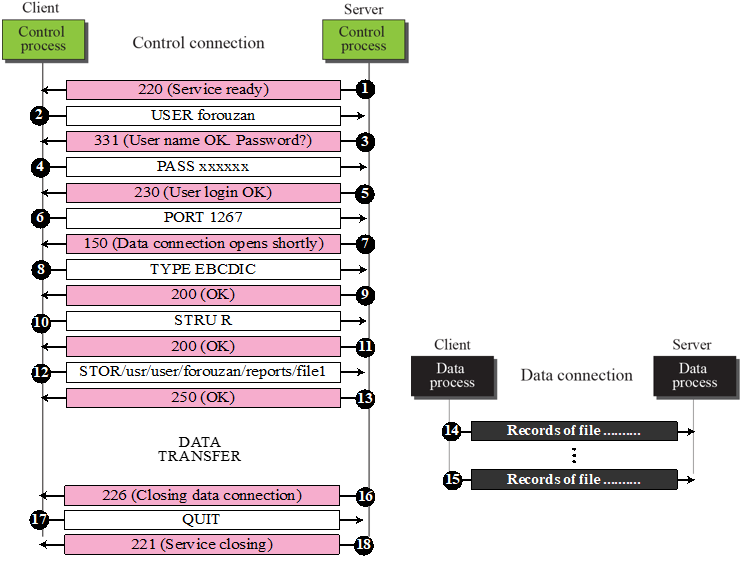 Client
Server
Control
process
Control connection
Control
process
220 (Service ready)
1
2
USER forouzan
331 (User name OK. Password?)
3
4
PASS xxxxxx
230 (User login OK)
5
6
PORT 1267
150 (Data connection opens shortly)
7
8
TYPE EBCDIC
200 (OK)
9
10
STRU R
200 (OK)
11
12
STOR/usr/user/forouzan/reports/file1
250 (OK)
13
DATA
TRANSFER
226 (Closing data connection)
16
17
QUIT
221 (Service closing)
18
Client
Server
Data
process
Data connection
Data
process
14
Records of file ..........
15
Records of file ..........